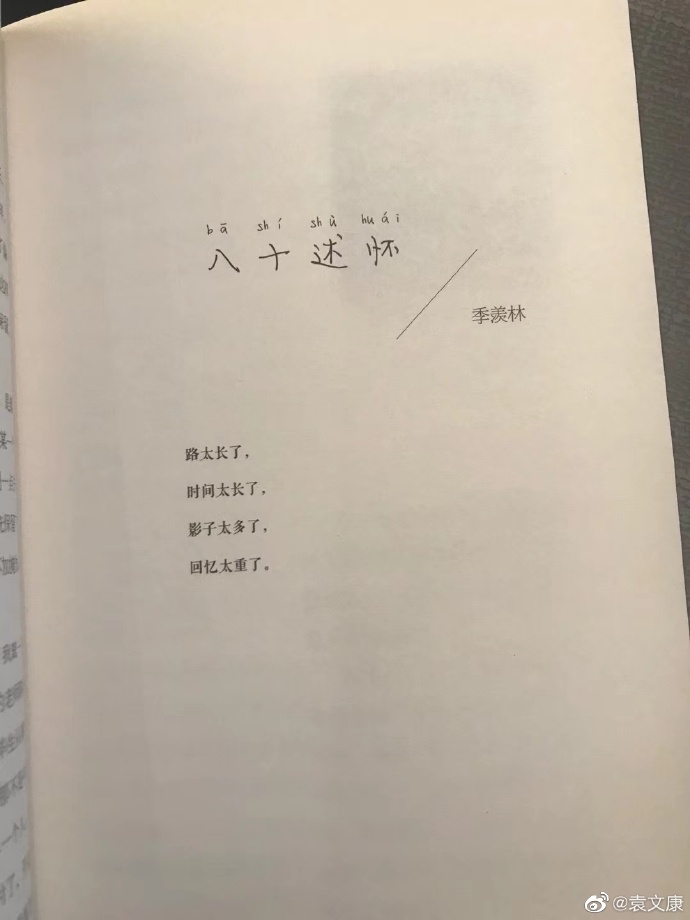 bā shí shù huái
八十述怀
季羡林
路太长了，
时间太长了，
影子太多了，
回忆太重了。
@袁文康